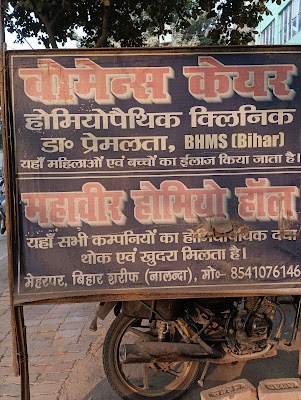 वीमेन्स केयर
होमियोपैथिक क्लिनिक
डा० प्रेमलता, BHMS (Bihar)
यहाँ महिलाओं एवं बच्चों का ईलाज किया जाता है।
महावीर होमियो हॉल
यहाँ सभी कम्पनियों का होमियोपैथिक दवा
थोक एवं खुदरा मिलता है।
मेहरपर, बिहार शरीफ (नालन्दा), मो०- 8541076146